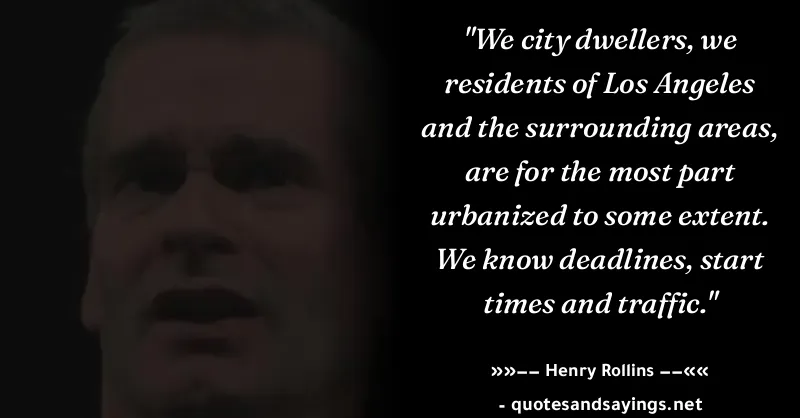 "We city dwellers, we
residents of Los Angeles
and the surrounding areas,
are for the most part
urbanized to some extent.
We know deadlines, start
times and traffic."
»»–– Henry Rollins ––««
- quotesandsayings.net